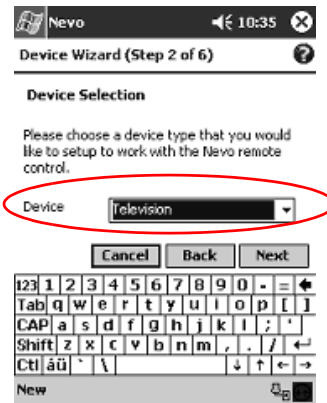 Nevo 10:35
Device Wizard (Step 2 of 6) ?
Device Selection
Please choose a device type that you would
like to setup to work with the Nevo remote
control.
Device Television
Cancel Back Next
123 1 2 3 4 5 6 7 8 9 0 - =
Tab q w e r t y u i o p [ ]
CAP a s d f g h j k l ; '
Shift z x c v b n m , . /
Ctl áü ` \
New